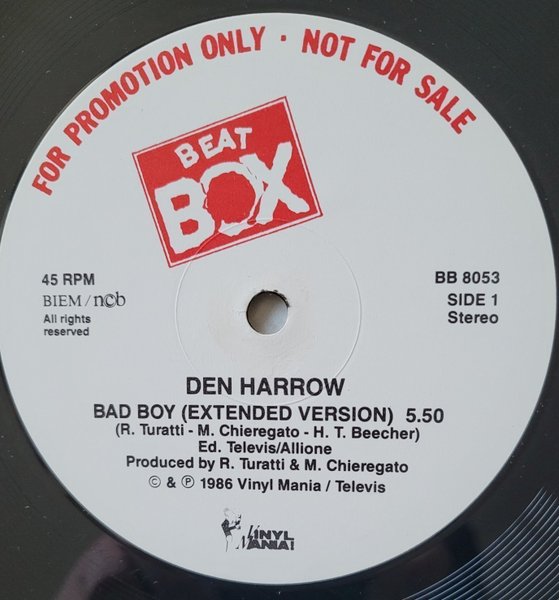 FOR PROMOTION ONLY · NOT FOR SALE
BEAT
BOX
45 RPM
BIEM/ncb
All rights
reserved
BB 8053
SIDE 1
Stereo
DEN HARROW
BAD BOY (EXTENDED VERSION) 5.50
(R. Turatti - M. Chieregato - H. T. Beecher)
Ed. Televis/Allione
Produced by R. Turatti & M. Chieregato
© & ℗ 1986 Vinyl Mania / Televis
VINYL
MANIA!